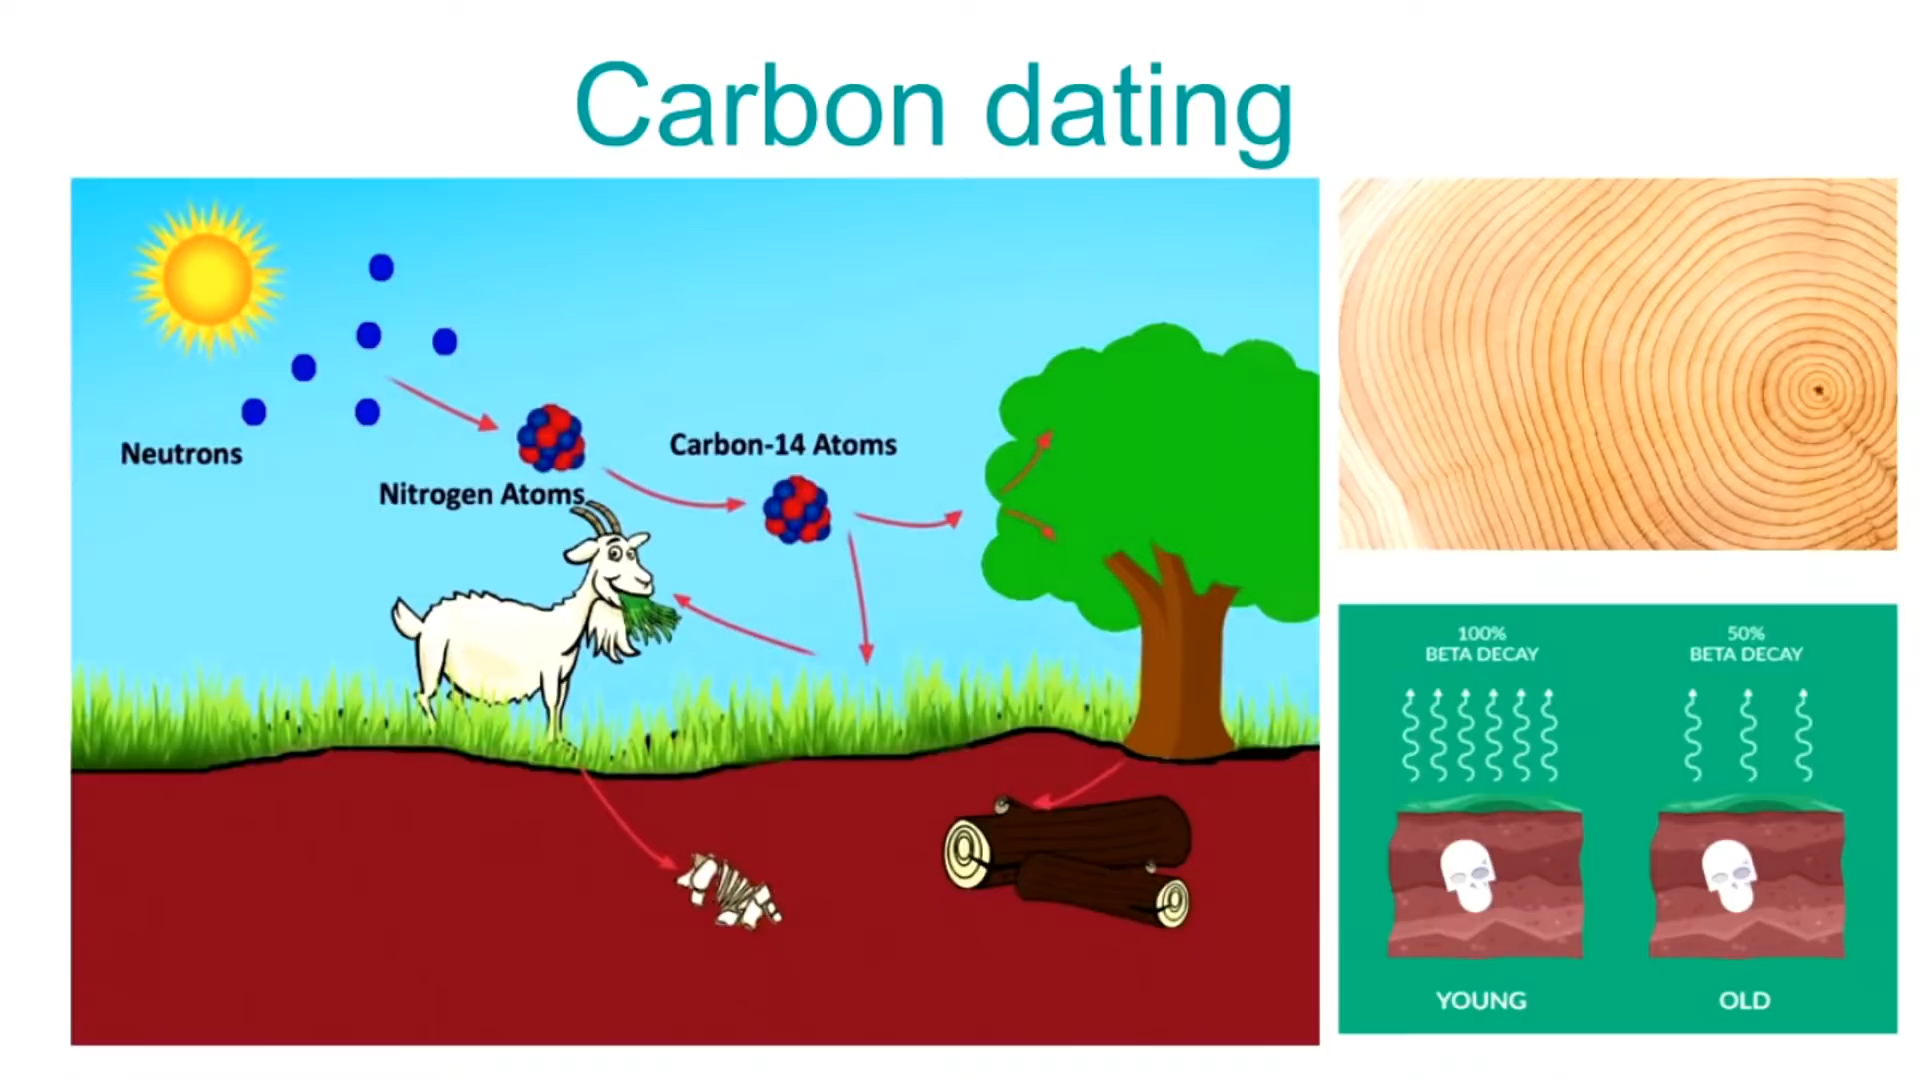 Carbon dating
Neutrons
Nitrogen Atoms
Carbon-14 Atoms
100%
BETA DECAY
50%
BETA DECAY
YOUNG
OLD